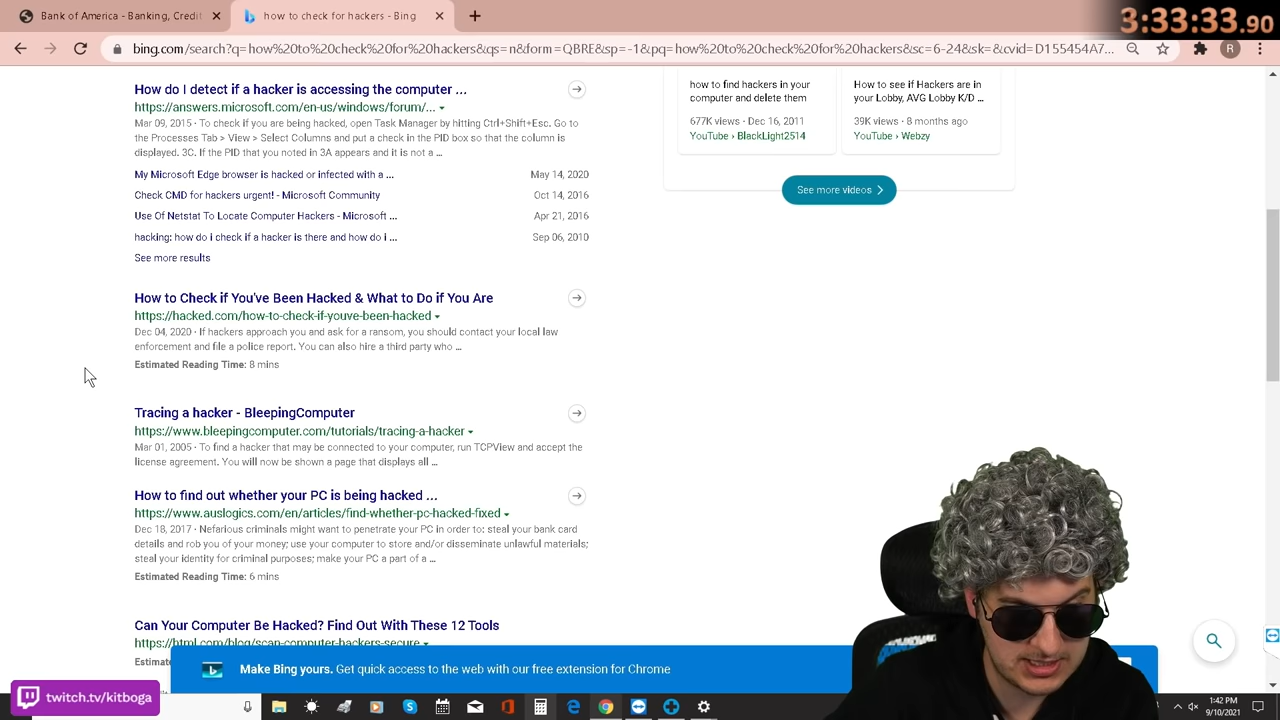 3:33:33.90
Bank of America - Banking, Credi
how to check for hackers - Bing
bing.com/search?q=how%20to%20check%20for%20hackers&qs=n&form=QBRE&sp=-1&pq=how%20to%20check%20for%20hackers&sc=6-24&sk=&cvid=D155454A7...
R
How do I detect if a hacker is accessing the computer ...
https://answers.microsoft.com/en-us/windows/forum/...
Mar 09, 2015 · To check if you are being hacked, open Task Manager by hitting Ctrl+Shift+Esc. Go to
the Processes Tab > View > Select Columns and put a check in the PID box so that the column is
displayed. 3C. If the PID that you noted in 3A appears and it is not a ...
My Microsoft Edge browser is hacked or infected with a ... May 14, 2020
Check CMD for hackers urgent! - Microsoft Community Oct 14, 2016
Use Of Netstat To Locate Computer Hackers - Microsoft ... Apr 21, 2016
hacking: how do i check if a hacker is there and how do i ... Sep 06, 2010
See more results
How to Check if You've Been Hacked & What to Do if You Are
https://hacked.com/how-to-check-if-youve-been-hacked
Dec 04, 2020 · If hackers approach you and ask for a ransom, you should contact your local law
enforcement and file a police report. You can also hire a third party who ...
Estimated Reading Time: 8 mins
Tracing a hacker - BleepingComputer
https://www.bleepingcomputer.com/tutorials/tracing-a-hacker
Mar 01, 2005 · To find a hacker that may be connected to your computer, run TCPView and accept the
license agreement. You will now be shown a page that displays all ...
How to find out whether your PC is being hacked ...
https://www.auslogics.com/en/articles/find-whether-pc-hacked-fixed
Dec 18, 2017 · Nefarious criminals might want to penetrate your PC in order to: steal your bank card
details and rob you of your money; use your computer to store and/or disseminate unlawful materials;
steal your identity for criminal purposes; make your PC a part of a ...
Estimated Reading Time: 6 mins
Can Your Computer Be Hacked? Find Out With These 12 Tools
https://html.com/blog/scan-computer-hackers-secure
Estima
how to find hackers in your
computer and delete them
677K views · Dec 16, 2011
YouTube › BlackLight2514
How to see if Hackers are in
your Lobby, AVG Lobby K/D ...
39K views · 8 months ago
YouTube › Webzy
See more videos
Make Bing yours. Get quick access to the web with our free extension for Chrome
twitch.tv/kitboga
1:42 PM
9/10/2021